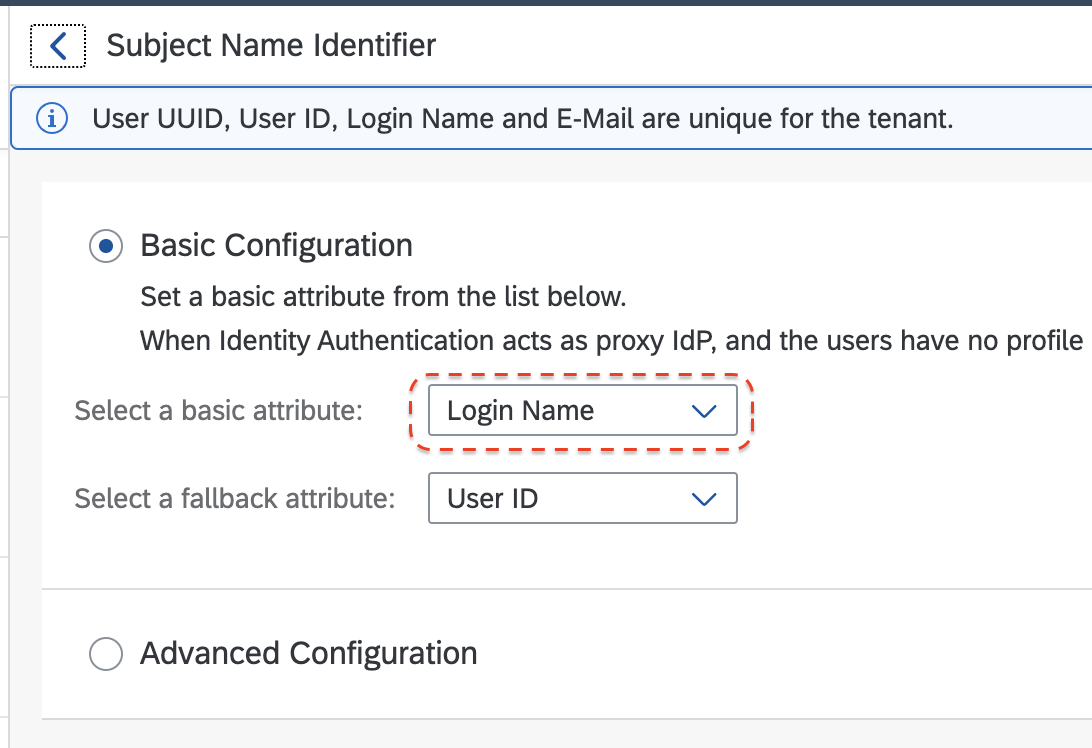 Subject Name Identifier
User UUID, User ID, Login Name and E-Mail are unique for the tenant.
Basic Configuration
Set a basic attribute from the list below.
When Identity Authentication acts as proxy IdP, and the users have no profile
Select a basic attribute: Login Name
Select a fallback attribute: User ID
Advanced Configuration